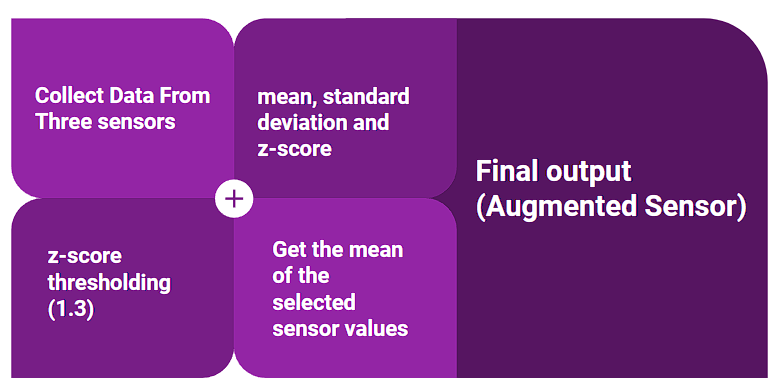 Collect Data From
Three sensors
mean, standard
deviation and
z-score
z-score
thresholding
(1.3)
Get the mean
of the
selected
sensor values
Final output
(Augmented Sensor)